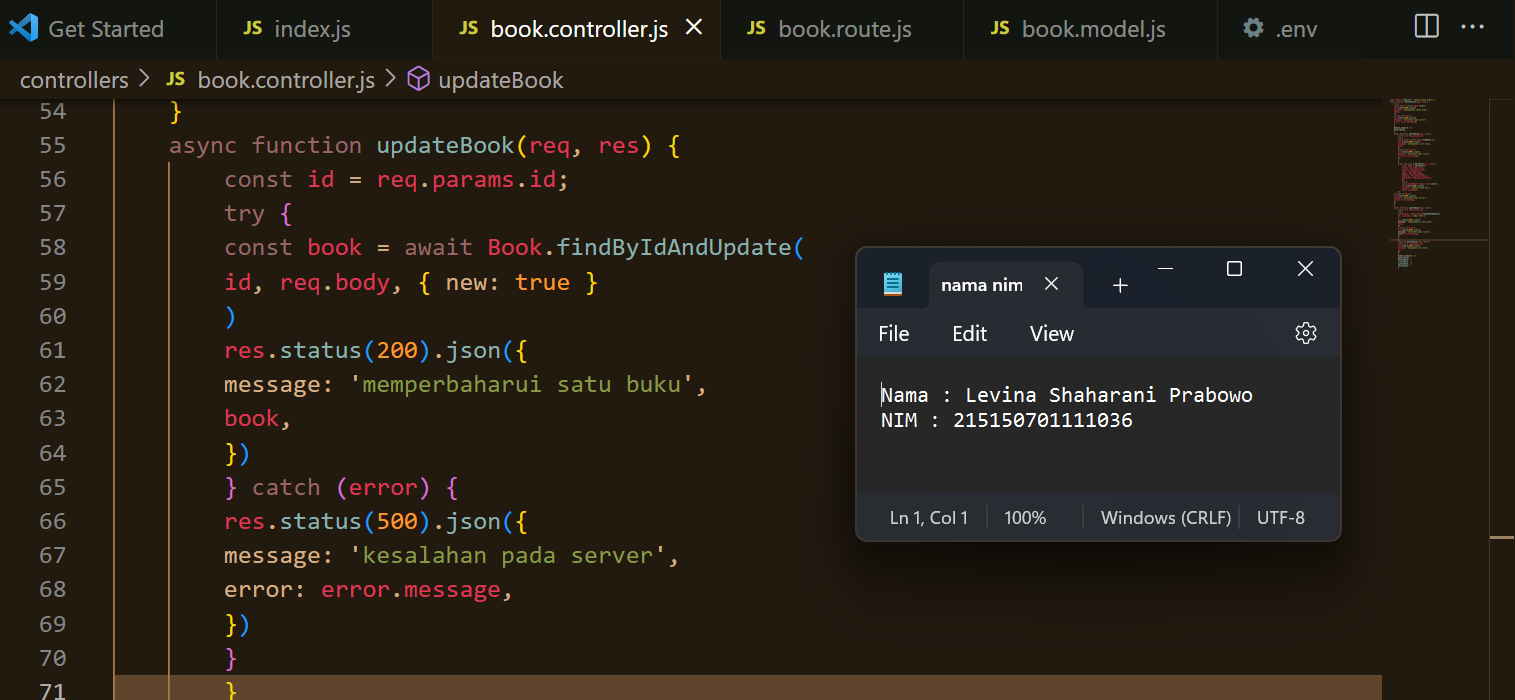 Get Started
JS index.js
JS book.controller.js
JS book.route.js
JS book.model.js
.env
controllers > JS book.controller.js > updateBook
54 }
55 async function updateBook(req, res) {
56 const id = req.params.id;
57 try {
58 const book = await Book.findByIdAndUpdate(
59 id, req.body, { new: true }
60 )
61 res.status(200).json({
62 message: 'memperbaharui satu buku',
63 book,
64 })
65 } catch (error) {
66 res.status(500).json({
67 message: 'kesalahan pada server',
68 error: error.message,
69 })
70 }
71 }
nama nim
File Edit View
Nama : Levina Shaharani Prabowo
NIM : 215150701111036
Ln 1, Col 1 100% Windows (CRLF) UTF-8